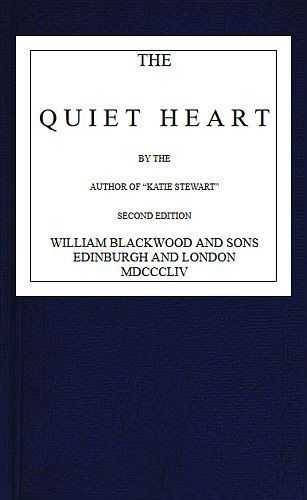 THE
QUIET HEART
BY THE
AUTHOR OF “KATIE STEWART”
SECOND EDITION
WILLIAM BLACKWOOD AND SONS
EDINBURGH AND LONDON
MDCCCLIV